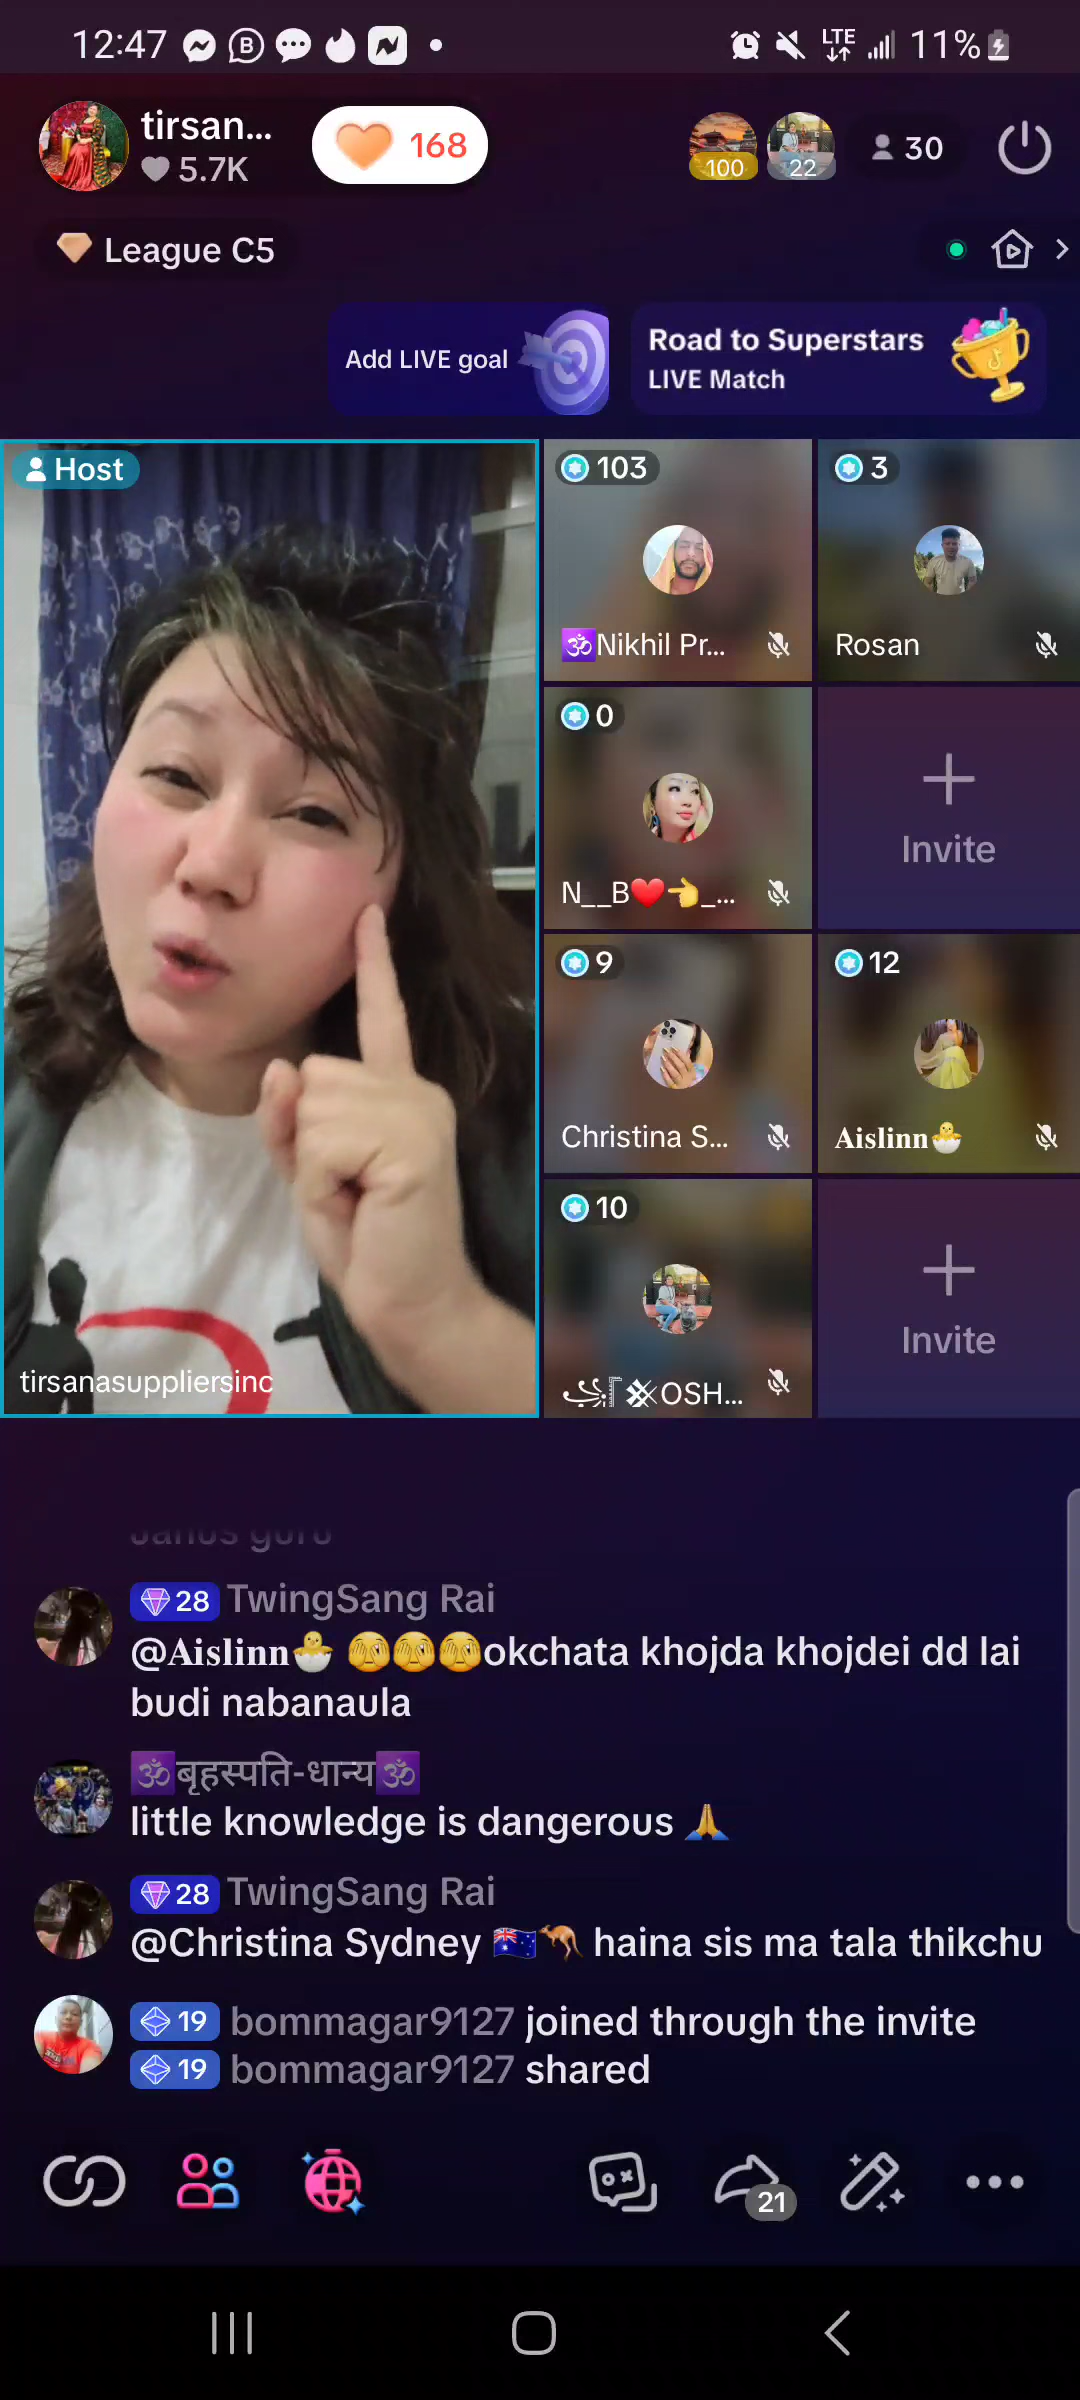 12:47
LTE
11%
tirsan...
5.7K
168
100
22
30
League C5
Add LIVE goal
Road to Superstars
LIVE Match
Host
103
3
🕉Nikhil Pr...
Rosan
0
N__B❤️👈_...
Invite
9
12
Christina S...
𝐀𝐢𝐬𝐥𝐢𝐧𝐧🐣
10
OSH...
Invite
tirsanasuppliersinc
28 TwingSang Rai
@𝐀𝐢𝐬𝐥𝐢𝐧𝐧🐣 🫣🫣🫣okchata khojda khojdei dd lai
budi nabanaula
🕉बृहस्पति-धान्य🕉
little knowledge is dangerous 🙏
28 TwingSang Rai
@Christina Sydney 🇦🇺🦘 haina sis ma tala thikchu
19 bommagar9127 joined through the invite
19 bommagar9127 shared
21